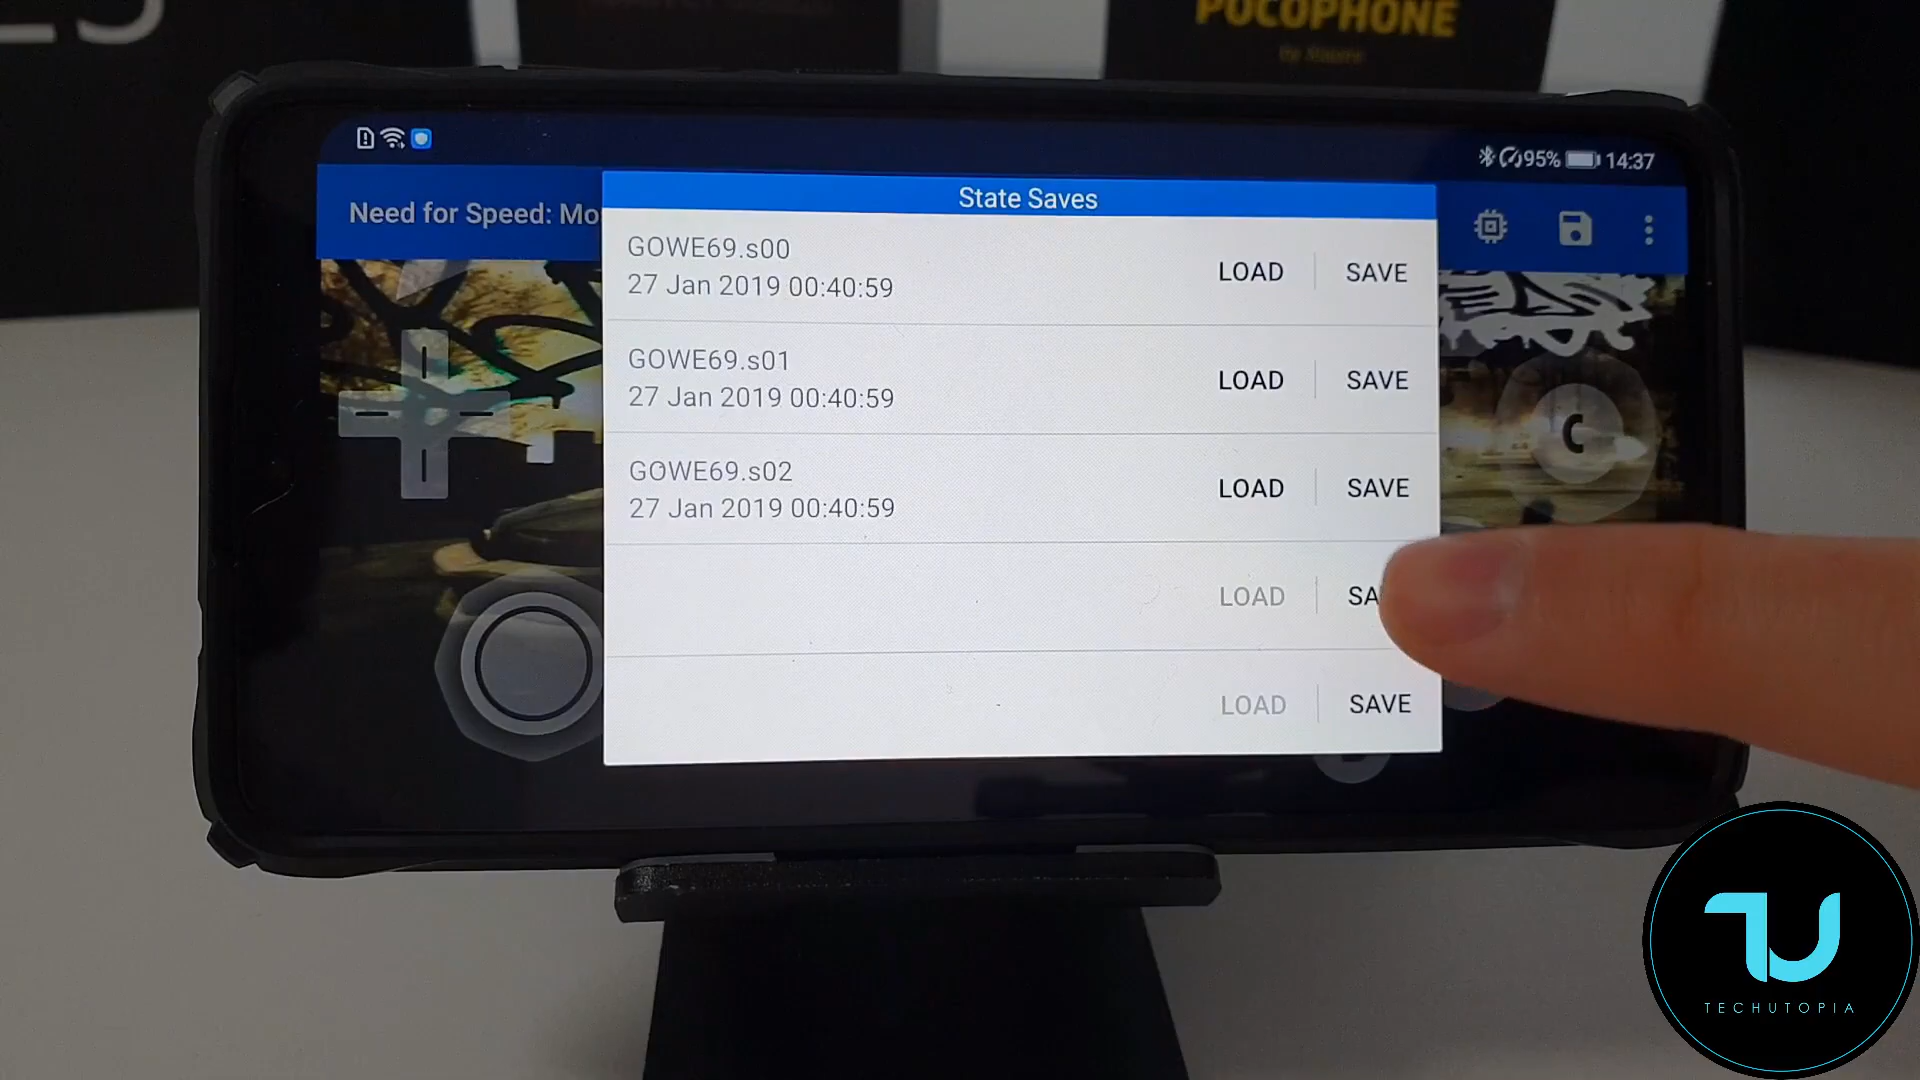 POCOPHONE
by Xiaomi
95% 14:37
Need for Speed: Mo
State Saves
GOWE69.s00
27 Jan 2019 00:40:59
LOAD
SAVE
GOWE69.s01
27 Jan 2019 00:40:59
LOAD
SAVE
GOWE69.s02
27 Jan 2019 00:40:59
LOAD
SAVE
LOAD
SA
LOAD
SAVE
C
TECHUTOPIA